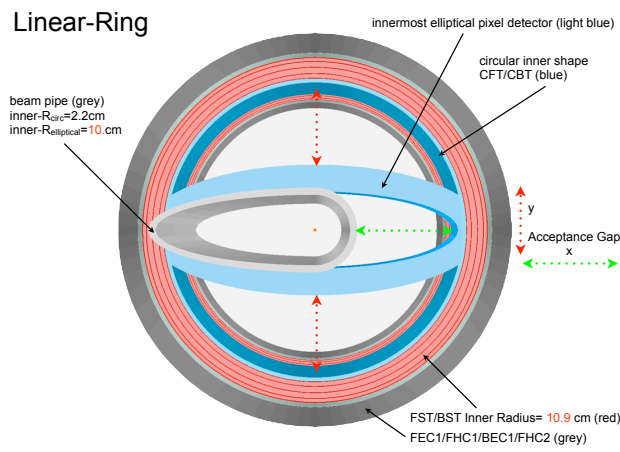 Linear-Ring
innermost elliptical pixel detector (light blue)
circular inner shape
CFT/CBT (blue)
beam pipe (grey)
inner-Rcirc=2.2cm
inner-Relliptical=10.cm
y
Acceptance Gap
x
FST/BST Inner Radius= 10.9 cm (red)
FEC1/FHC1/BEC1/FHC2 (grey)